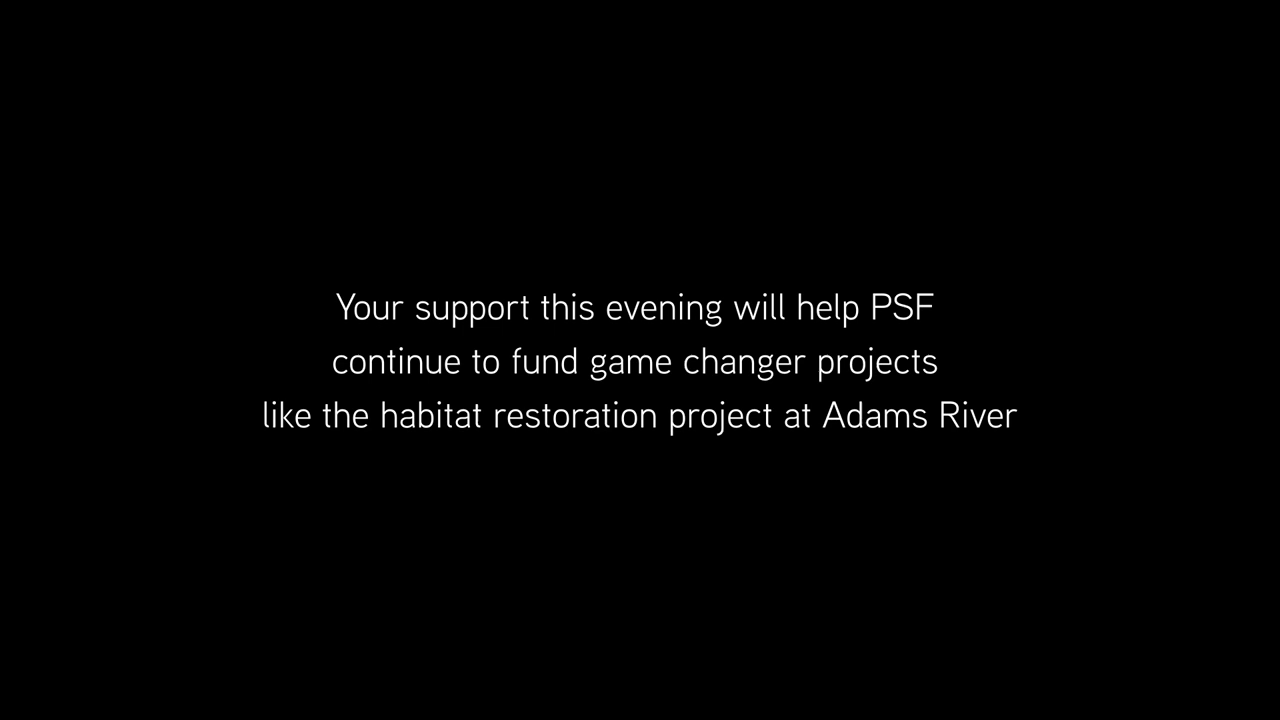 Your support this evening will help PSF
continue to fund game changer projects
like the habitat restoration project at Adams River